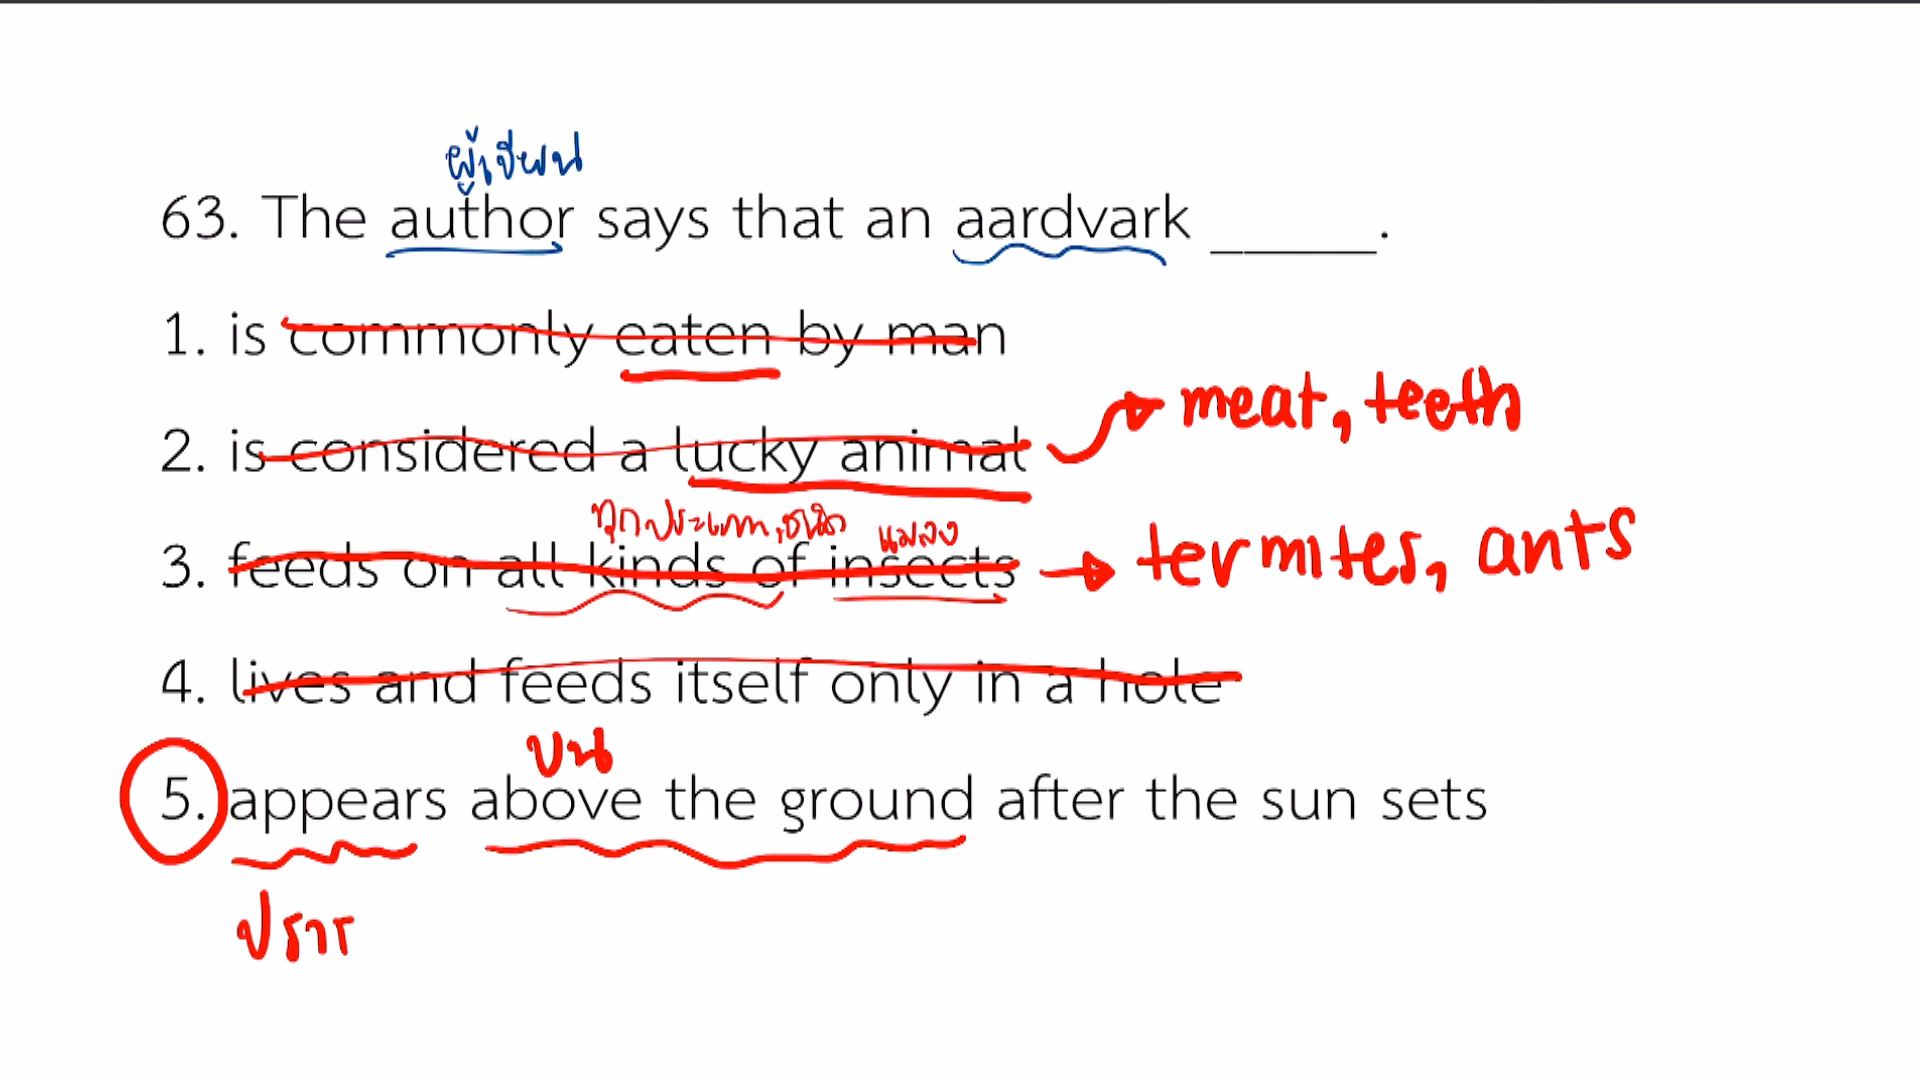 ผู้เขียน
63. The author says that an aardvark ______.
1. is commonly eaten by man
meat, teeth
2. is considered a lucky animal
ทุกประเภท, ชนิด แมลง
3. feeds on all kinds of insects
termites, ants
4. lives and feeds itself only in a hole
บน
5. appears above the ground after the sun sets
ปราร